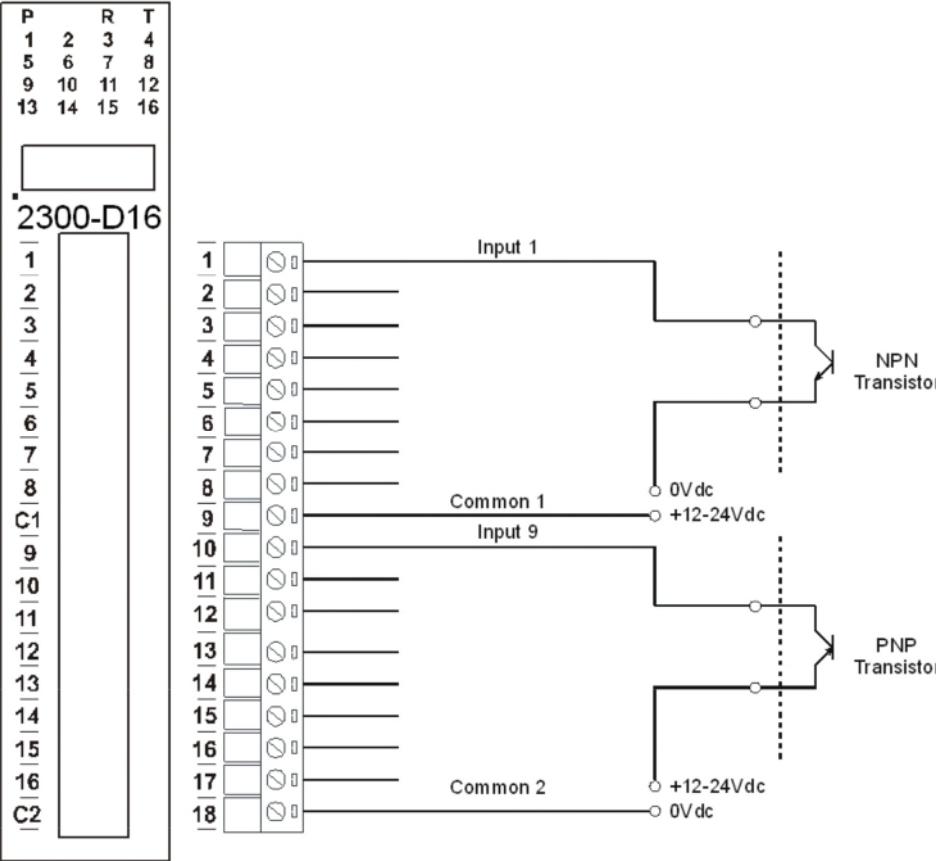 P R T
1 2 3 4
5 6 7 8
9 10 11 12
13 14 15 16
2300-D16
1
2
3
4
5
6
7
8
C1
9
10
11
12
13
14
15
16
C2
1
2
3
4
5
6
7
8
9
10
11
12
13
14
15
16
17
18
Input 1
NPN
Transistor
0Vdc
Common 1
+12-24Vdc
Input 9
PNP
Transistor
+12-24Vdc
Common 2
0Vdc